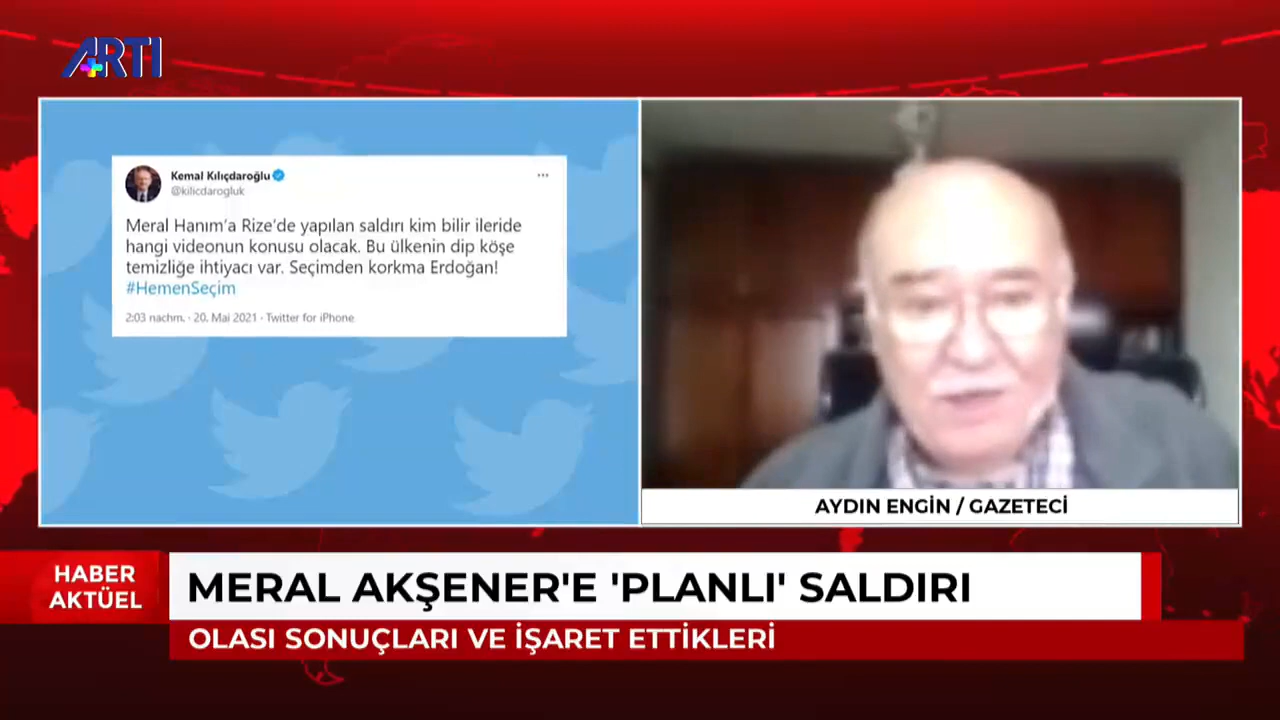 ARTI
Kemal Kılıçdaroğlu
@kilicdarogluk
Meral Hanım'a Rize'de yapılan saldırı kim bilir ileride
hangi videonun konusu olacak. Bu ülkenin dip köşe
temizliğe ihtiyacı var. Seçimden korkma Erdoğan!
#HemenSeçim
2:03 nachm. · 20. Mai 2021 · Twitter for iPhone
AYDIN ENGİN / GAZETECİ
HABER
AKTÜEL
MERAL AKŞENER'E 'PLANLI' SALDIRI
OLASI SONUÇLARI VE İŞARET ETTİKLERİ